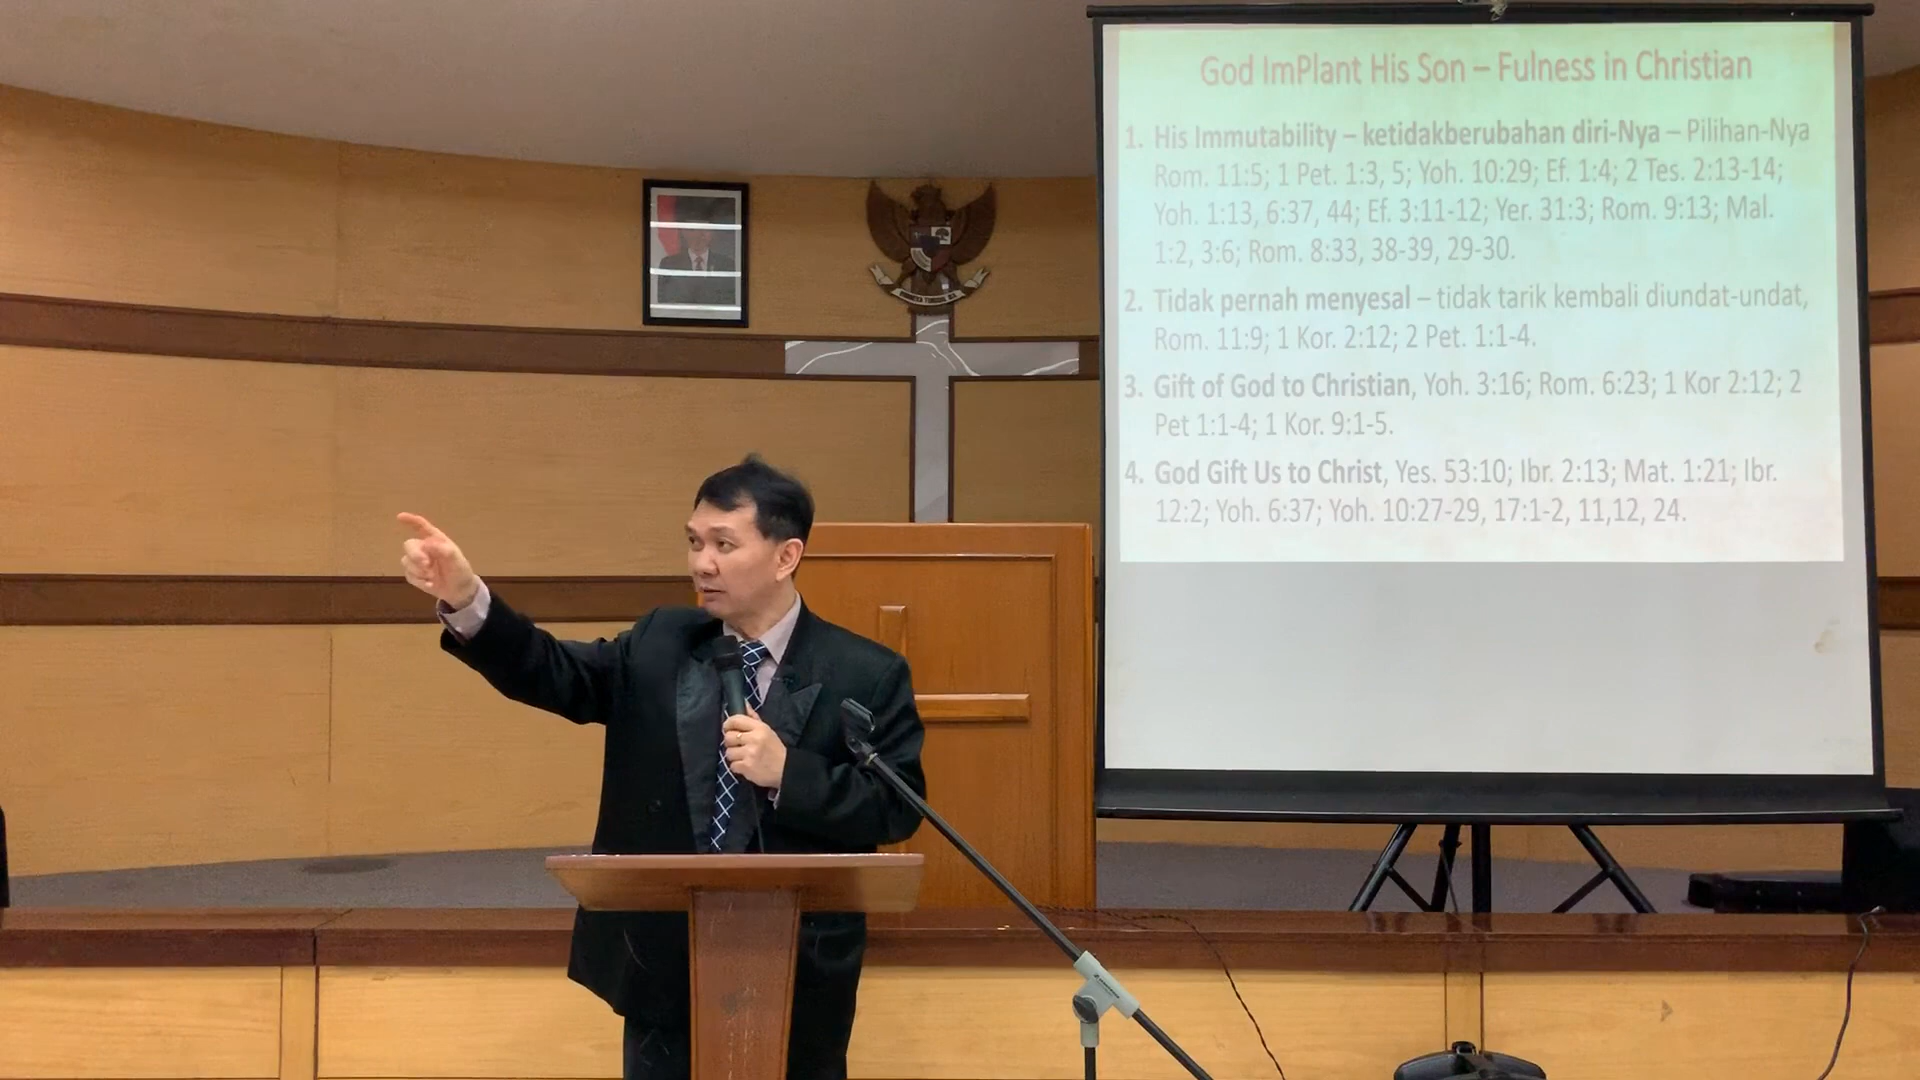 God ImPlant His Son – Fulness in Christian
1. His Immutability – ketidakberubahan diri-Nya – Pilihan-Nya
Rom. 11:5; 1 Pet. 1:3, 5; Yoh. 10:29; Ef. 1:4; 2 Tes. 2:13-14;
Yoh. 1:13, 6:37, 44; Ef. 3:11-12; Yer. 31:3; Rom. 9:13; Mal.
1:2, 3:6; Rom. 8:33, 38-39, 29-30.
2. Tidak pernah menyesal – tidak tarik kembali diundat-undat,
Rom. 11:9; 1 Kor. 2:12; 2 Pet. 1:1-4.
3. Gift of God to Christian, Yoh. 3:16; Rom. 6:23; 1 Kor 2:12; 2
Pet 1:1-4; 1 Kor. 9:1-5.
4. God Gift Us to Christ, Yes. 53:10; Ibr. 2:13; Mat. 1:21; Ibr.
12:2; Yoh. 6:37; Yoh. 10:27-29, 17:1-2, 11,12, 24.